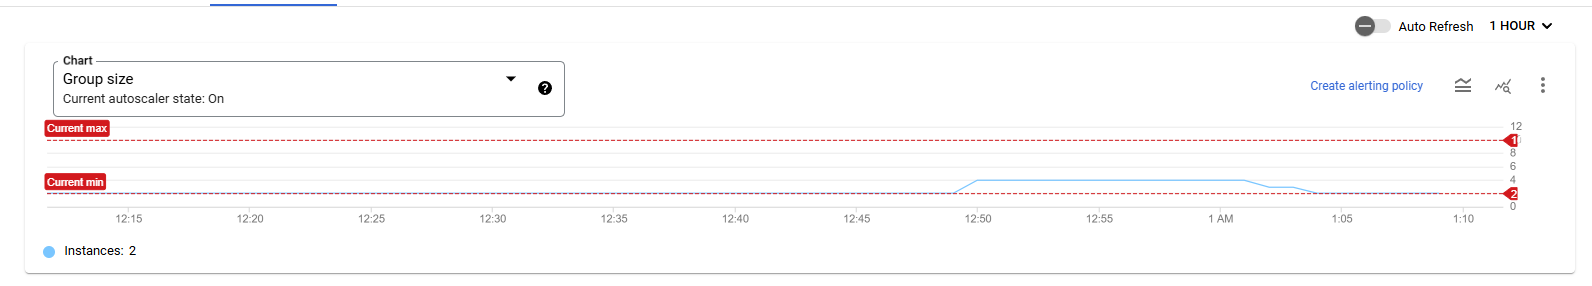 Auto Refresh 1 HOUR
Chart
Group size
Current autoscaler state: On
?
Create alerting policy
Current max
12
8
6
Current min
4
2
0
12:15 12:20 12:25 12:30 12:35 12:40 12:45 12:50 12:55 1 AM 1:05 1:10
Instances: 2